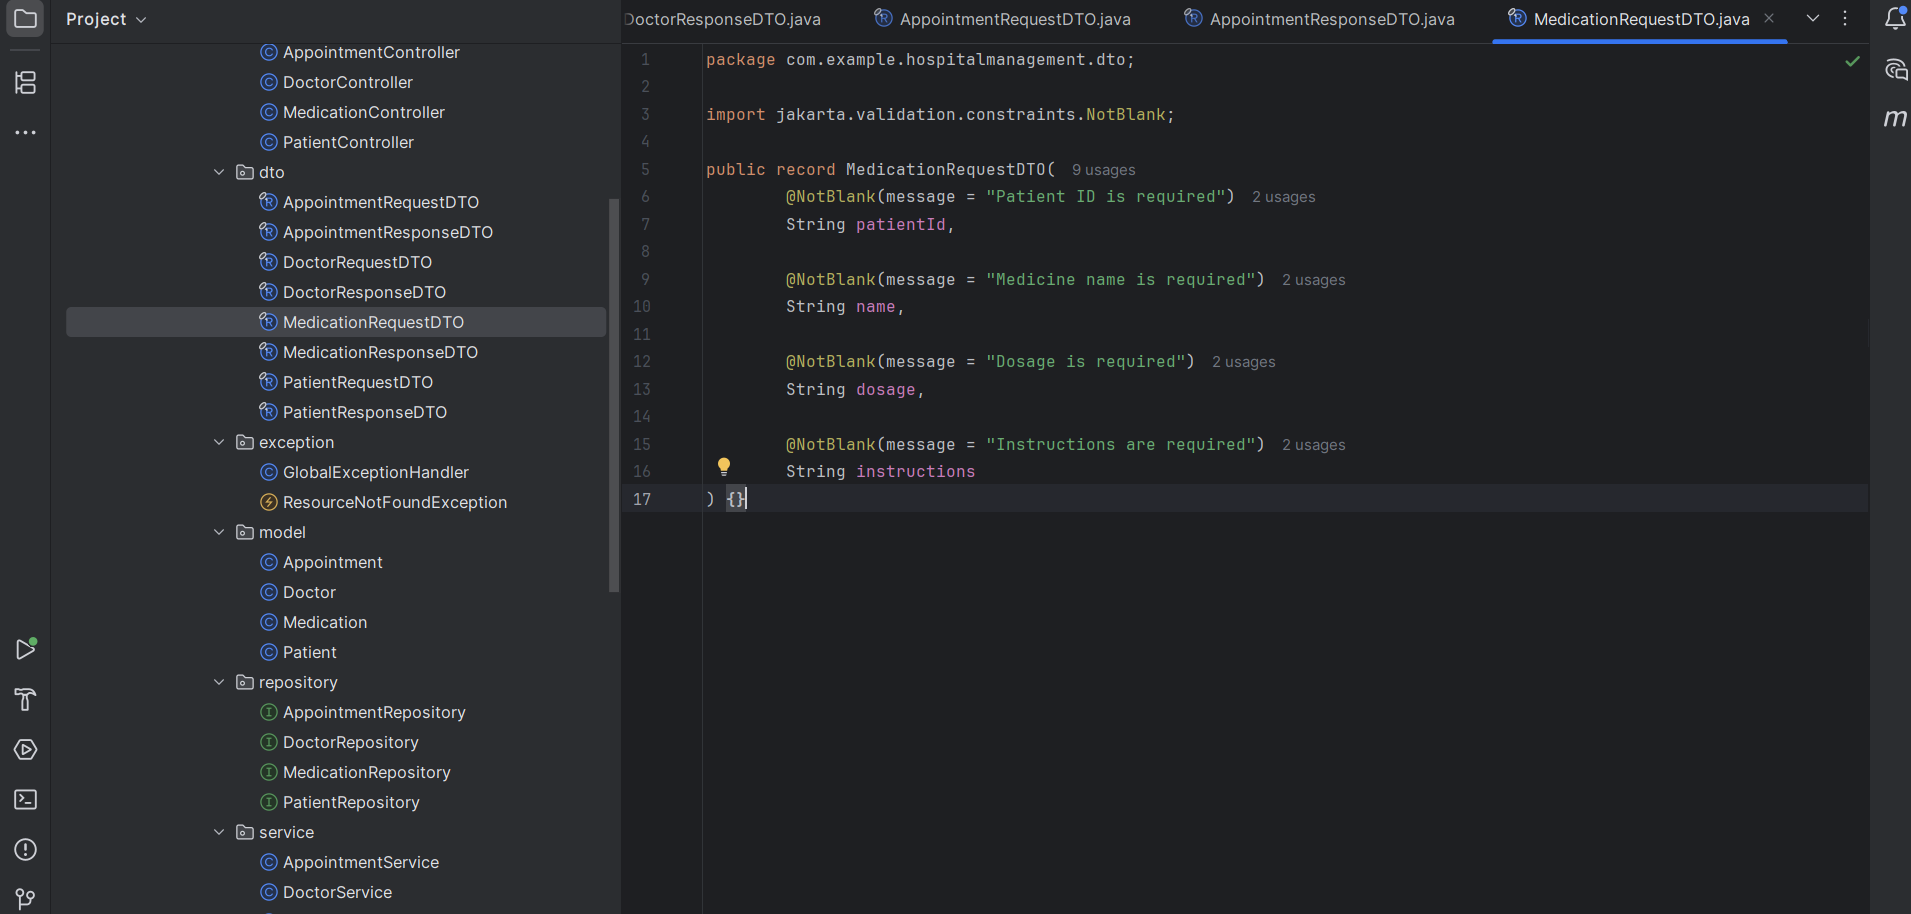 Project
AppointmentController
DoctorController
MedicationController
PatientController
dto
AppointmentRequestDTO
AppointmentResponseDTO
DoctorRequestDTO
DoctorResponseDTO
MedicationRequestDTO
MedicationResponseDTO
PatientRequestDTO
PatientResponseDTO
exception
GlobalExceptionHandler
ResourceNotFoundException
model
Appointment
Doctor
Medication
Patient
repository
AppointmentRepository
DoctorRepository
MedicationRepository
PatientRepository
service
AppointmentService
DoctorService
DoctorResponseDTO.java AppointmentRequestDTO.java AppointmentResponseDTO.java MedicationRequestDTO.java
1 package com.example.hospitalmanagement.dto;
2
3 import jakarta.validation.constraints.NotBlank;
4
5 public record MedicationRequestDTO( 9 usages
6 @NotBlank(message = "Patient ID is required") 2 usages
7 String patientId,
8
9 @NotBlank(message = "Medicine name is required") 2 usages
10 String name,
11
12 @NotBlank(message = "Dosage is required") 2 usages
13 String dosage,
14
15 @NotBlank(message = "Instructions are required") 2 usages
16 String instructions
17 ) {}
m